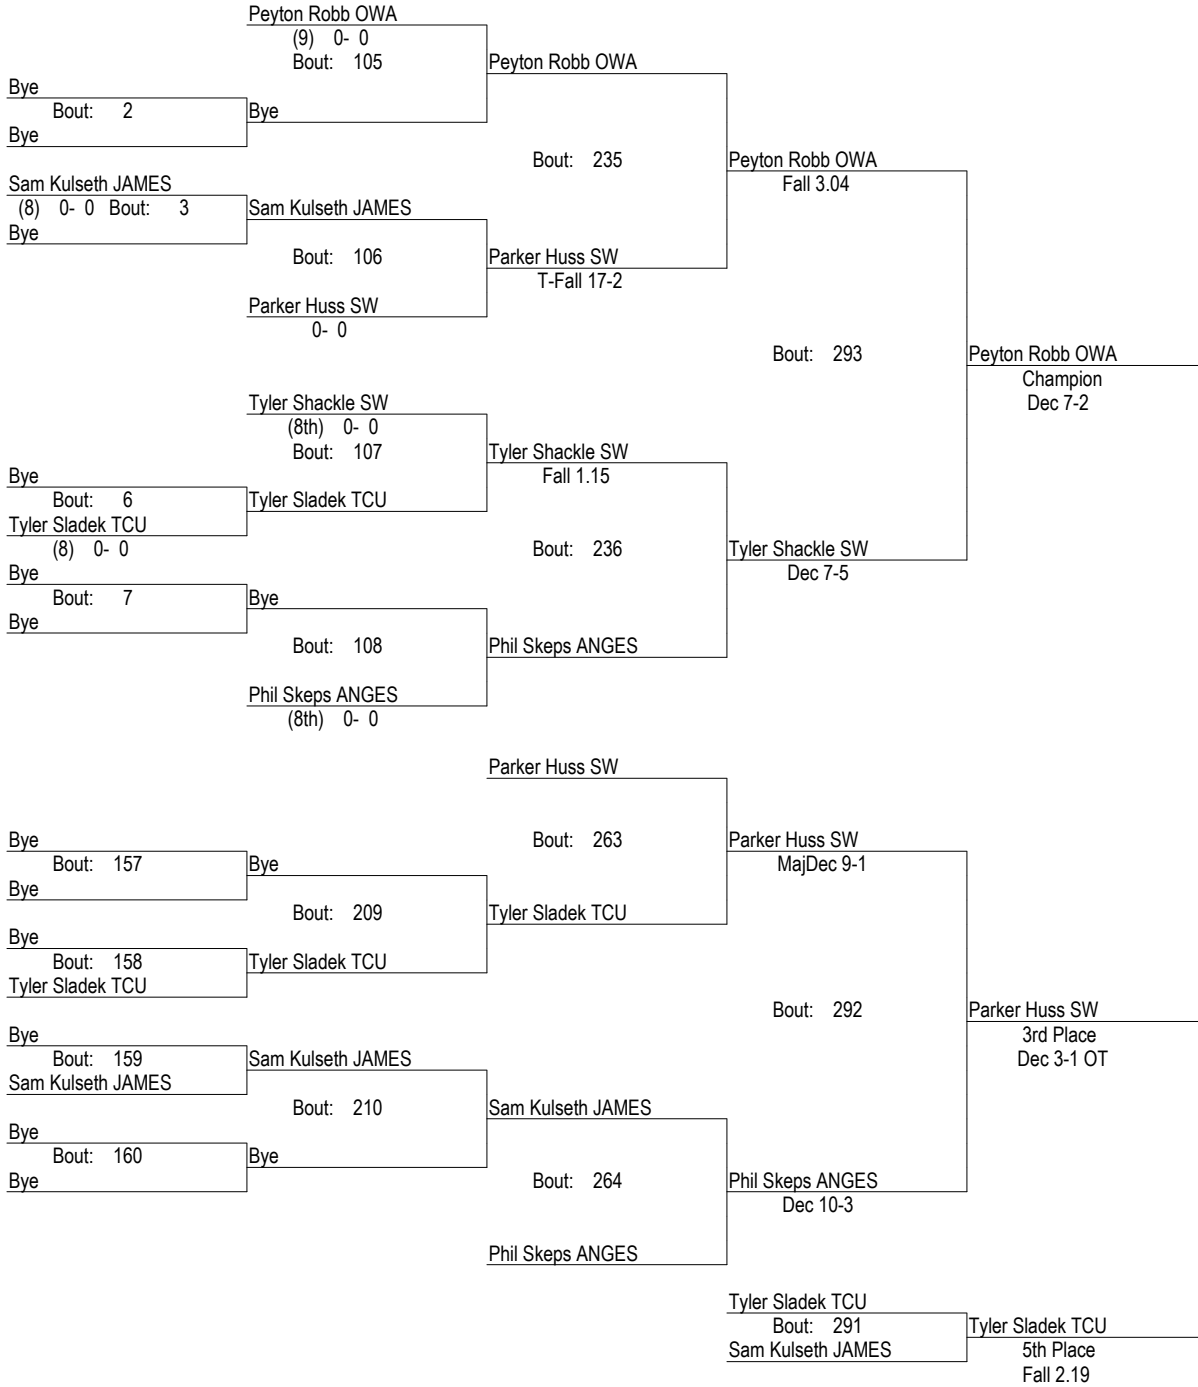 Peyton Robb OWA
(9) 0- 0
Bout: 105
Peyton Robb OWA
Bye
Bout: 2
Bye
Bye
Bout: 235
Peyton Robb OWA
Fall 3.04
Sam Kulseth JAMES
(8) 0- 0 Bout: 3
Sam Kulseth JAMES
Bye
Bout: 106
Parker Huss SW
T-Fall 17-2
Parker Huss SW
0- 0
Bout: 293
Peyton Robb OWA
Champion
Dec 7-2
Tyler Shackle SW
(8th) 0- 0
Bout: 107
Tyler Shackle SW
Fall 1.15
Bye
Bout: 6
Tyler Sladek TCU
Tyler Sladek TCU
(8) 0- 0
Bout: 236
Tyler Shackle SW
Dec 7-5
Bye
Bout: 7
Bye
Bye
Bout: 108
Phil Skeps ANGES
Phil Skeps ANGES
(8th) 0- 0
Parker Huss SW
Bout: 263
Parker Huss SW
MajDec 9-1
Bye
Bout: 157
Bye
Bye
Bout: 209
Tyler Sladek TCU
Bye
Bout: 158
Tyler Sladek TCU
Tyler Sladek TCU
Bout: 292
Parker Huss SW
3rd Place
Dec 3-1 OT
Bye
Bout: 159
Sam Kulseth JAMES
Sam Kulseth JAMES
Bout: 210
Sam Kulseth JAMES
Bye
Bout: 160
Bye
Bye
Bout: 264
Phil Skeps ANGES
Dec 10-3
Phil Skeps ANGES
Tyler Sladek TCU
Bout: 291
Tyler Sladek TCU
Sam Kulseth JAMES
5th Place
Fall 2.19